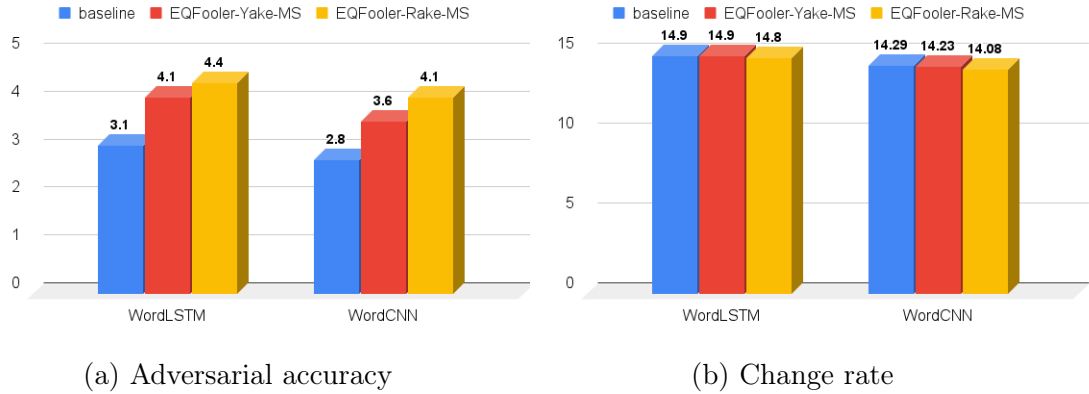 baseline EQFooler-Yake-MS EQFooler-Rake-MS
5
4
3
2
1
0
3.1 4.1 4.4 2.8 3.6 4.1
WordLSTM WordCNN
(a) Adversarial accuracy
baseline EQFooler-Yake-MS EQFooler-Rake-MS
15
10
5
0
14.9 14.9 14.8 14.29 14.23 14.08
WordLSTM WordCNN
(b) Change rate